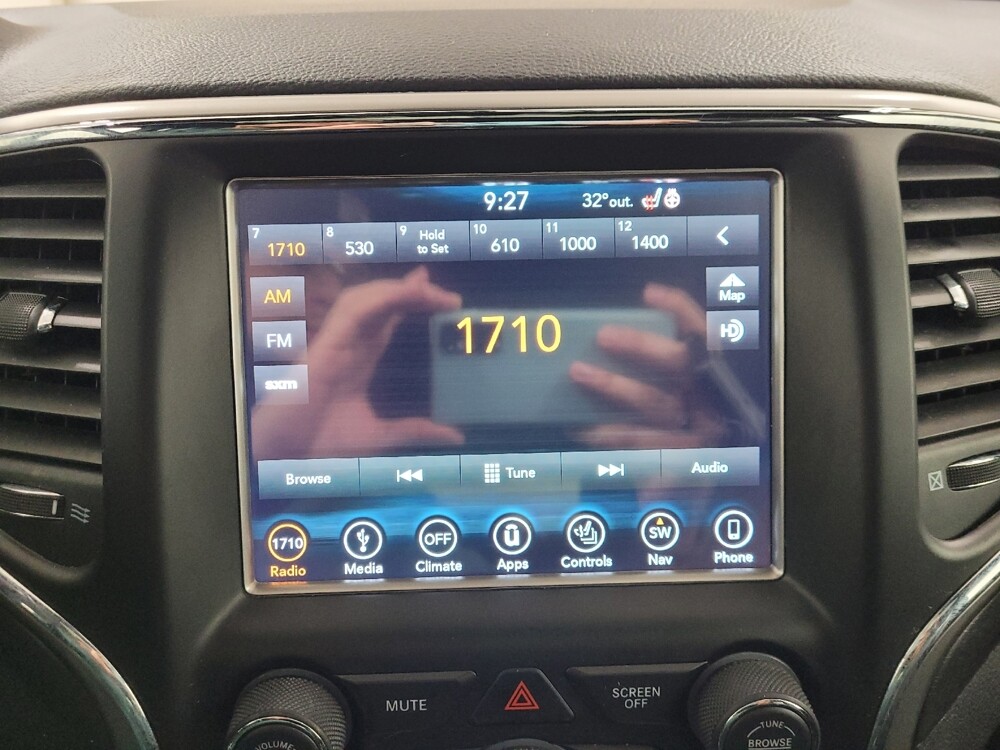 9:27 32° out.
7 1710 8 530 9 Hold to Set 10 610 11 1000 12 1400
AM
Map
FM
HD
1710
sxm
Browse Tune Audio
1710 OFF SW
Radio Media Climate Apps Controls Nav Phone
MUTE
SCREEN
OFF
VOLUME
TUNE
BROWSE